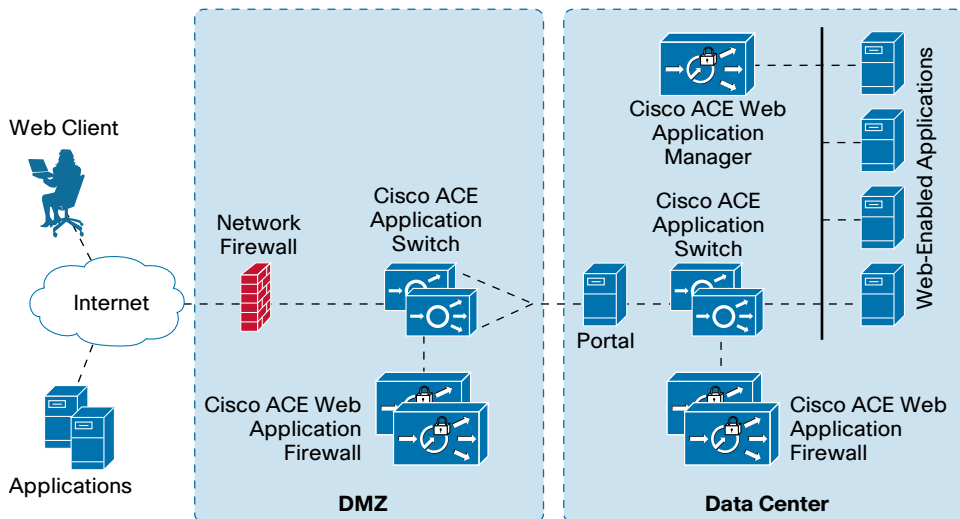 Web Client
Internet
Applications
Network
Firewall
Cisco ACE
Application
Switch
Cisco ACE Web
Application
Firewall
DMZ
Cisco ACE Web
Application
Manager
Cisco ACE
Application
Switch
Portal
Web-Enabled Applications
Cisco ACE Web
Application
Firewall
Data Center